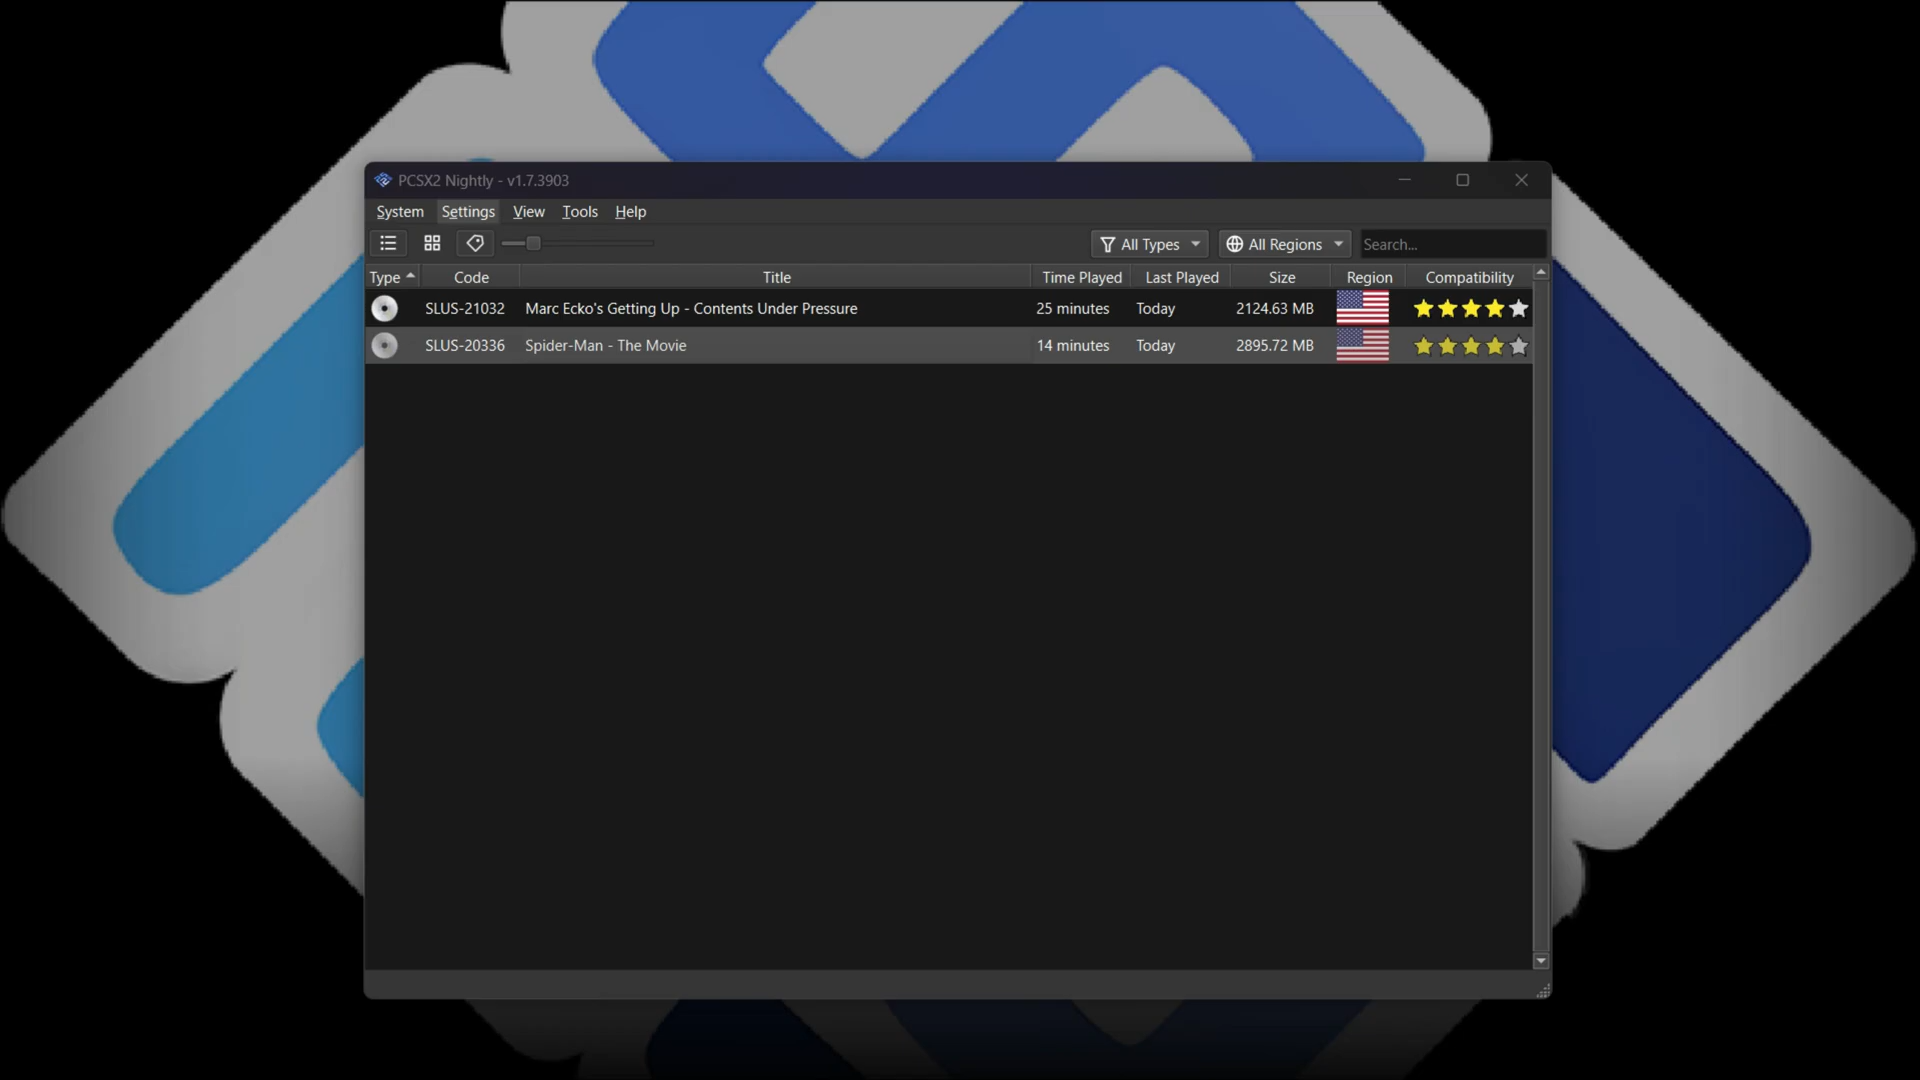 PCSX2 Nightly - v1.7.3903
System Settings View Tools Help
All Types All Regions Search...
Type Code Title Time Played Last Played Size Region Compatibility
SLUS-21032 Marc Ecko's Getting Up - Contents Under Pressure 25 minutes Today 2124.63 MB
SLUS-20336 Spider-Man - The Movie 14 minutes Today 2895.72 MB